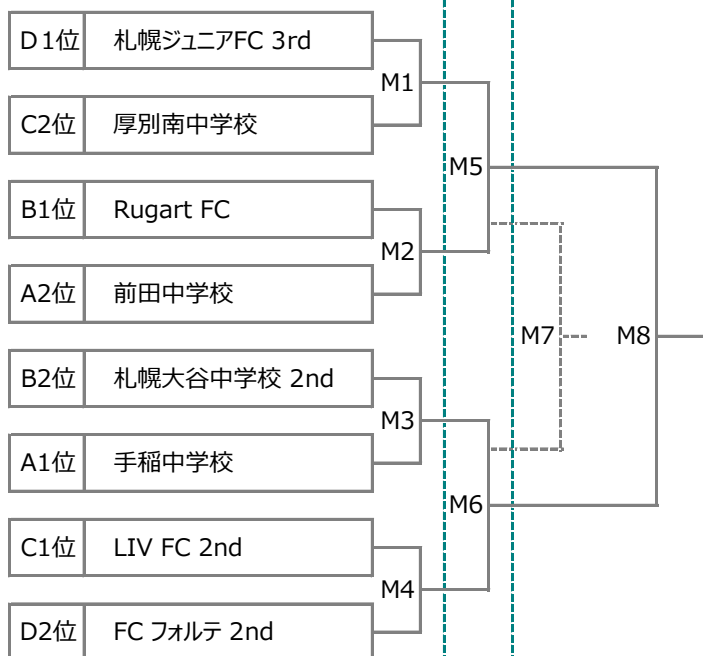 D1位 札幌ジュニアFC 3rd
M1
C2位 厚別南中学校
M5
B1位 Rugart FC
M2
A2位 前田中学校
M7 M8
B2位 札幌大谷中学校 2nd
M3
A1位 手稲中学校
M6
C1位 LIV FC 2nd
M4
D2位 FC フォルテ 2nd